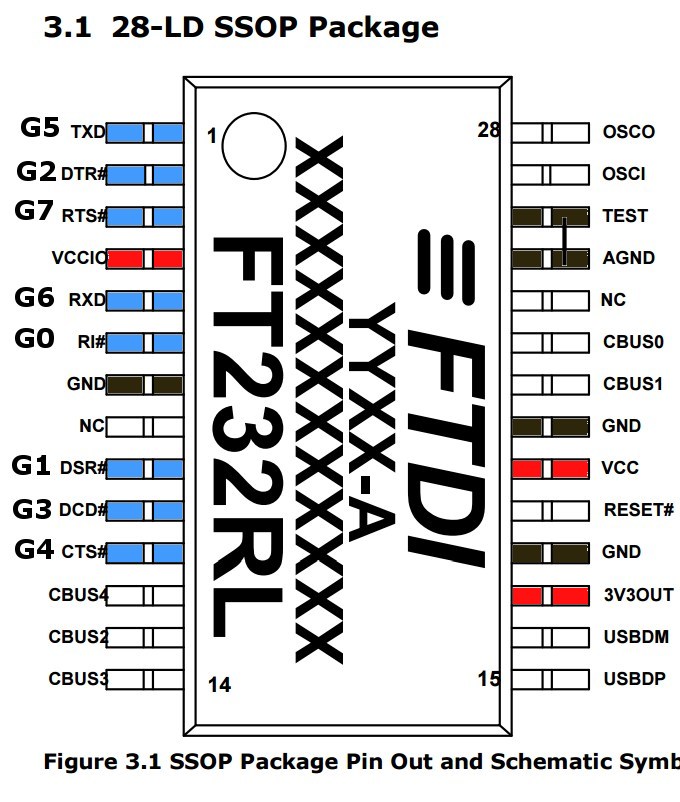 3.1 28-LD SSOP Package
G5 TXD 1 28 OSCO
G2 DTR# OSCI
G7 RTS# TEST
VCCIO AGND
G6 RXD NC
G0 RI# CBUS0
GND CBUS1
NC GND
G1 DSR# VCC
G3 DCD# RESET#
G4 CTS# GND
CBUS4 3V3OUT
CBUS2 USBDM
CBUS3 14 15 USBDP
FT232RL
XXXXXXXXXXXX
YYXX-A
FTDI
Figure 3.1 SSOP Package Pin Out and Schematic Symb